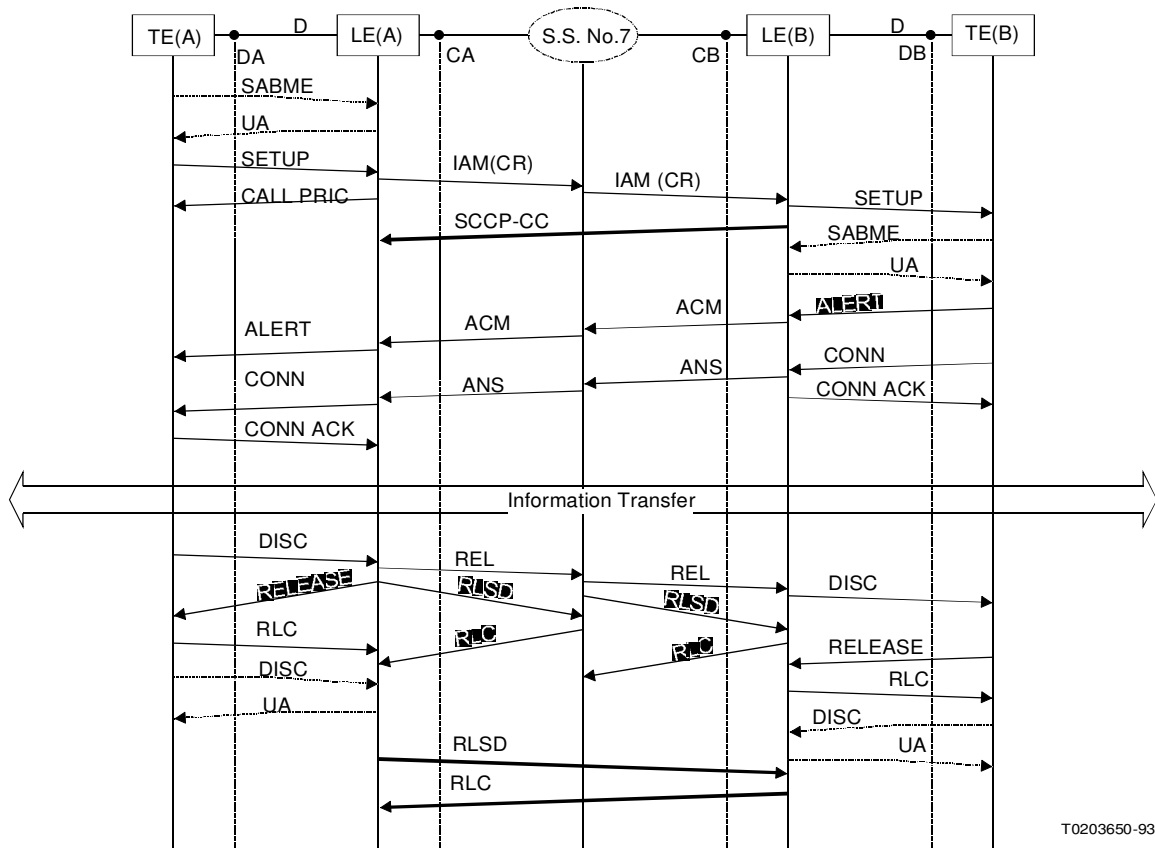 TE(A) D LE(A) S.S. No.7 LE(B) D TE(B)
DA CA CB DB
SABME
UA
SETUP IAM(CR)
IAM (CR)
CALL PRIC SETUP
SCCP-CC
SABME
UA
ALERT
ACM
ACM
ALERT
CONN
ANS
CONN ANS
CONN ACK
CONN ACK
Information Transfer
DISC
REL
REL
RELEASE RLSD DISC
RLSD
RLC RLC
RLC RELEASE
DISC
RLC
UA
DISC
RLSD
UA
RLC
T0203650-93